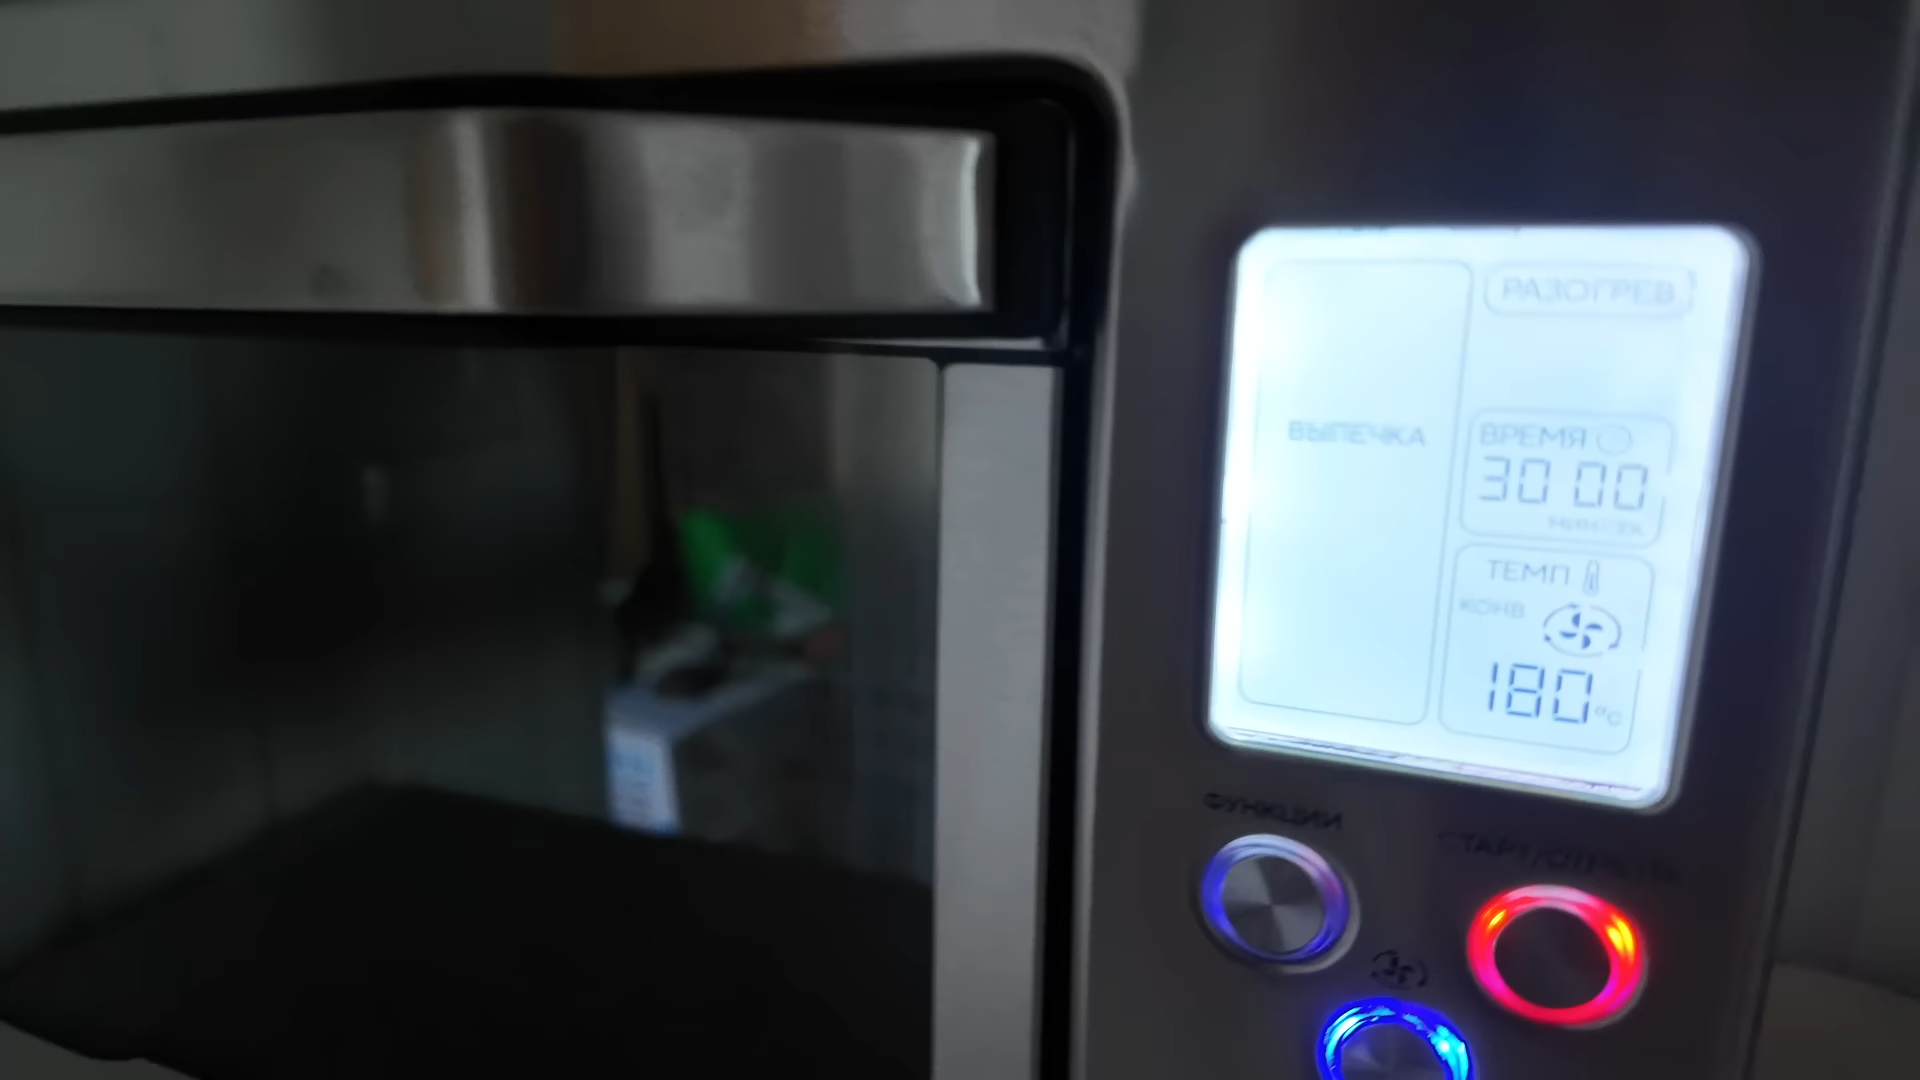 РАЗОГРЕВ
ВЫПЕЧКА
ВРЕМЯ
30 00
МИН СЕК
ТЕМП
КОНВ
180 °C
ФУНКЦИИ
СТАРТ/ОТМЕНА